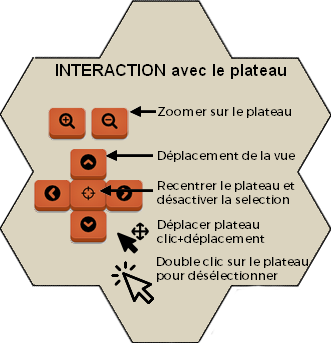 INTERACTION avec le plateau
Zoomer sur le plateau
Déplacement de la vue
Recentrer le plateau et
désactiver la selection
Déplacer plateau
clic+déplacement
Double clic sur le plateau
pour désélectionner